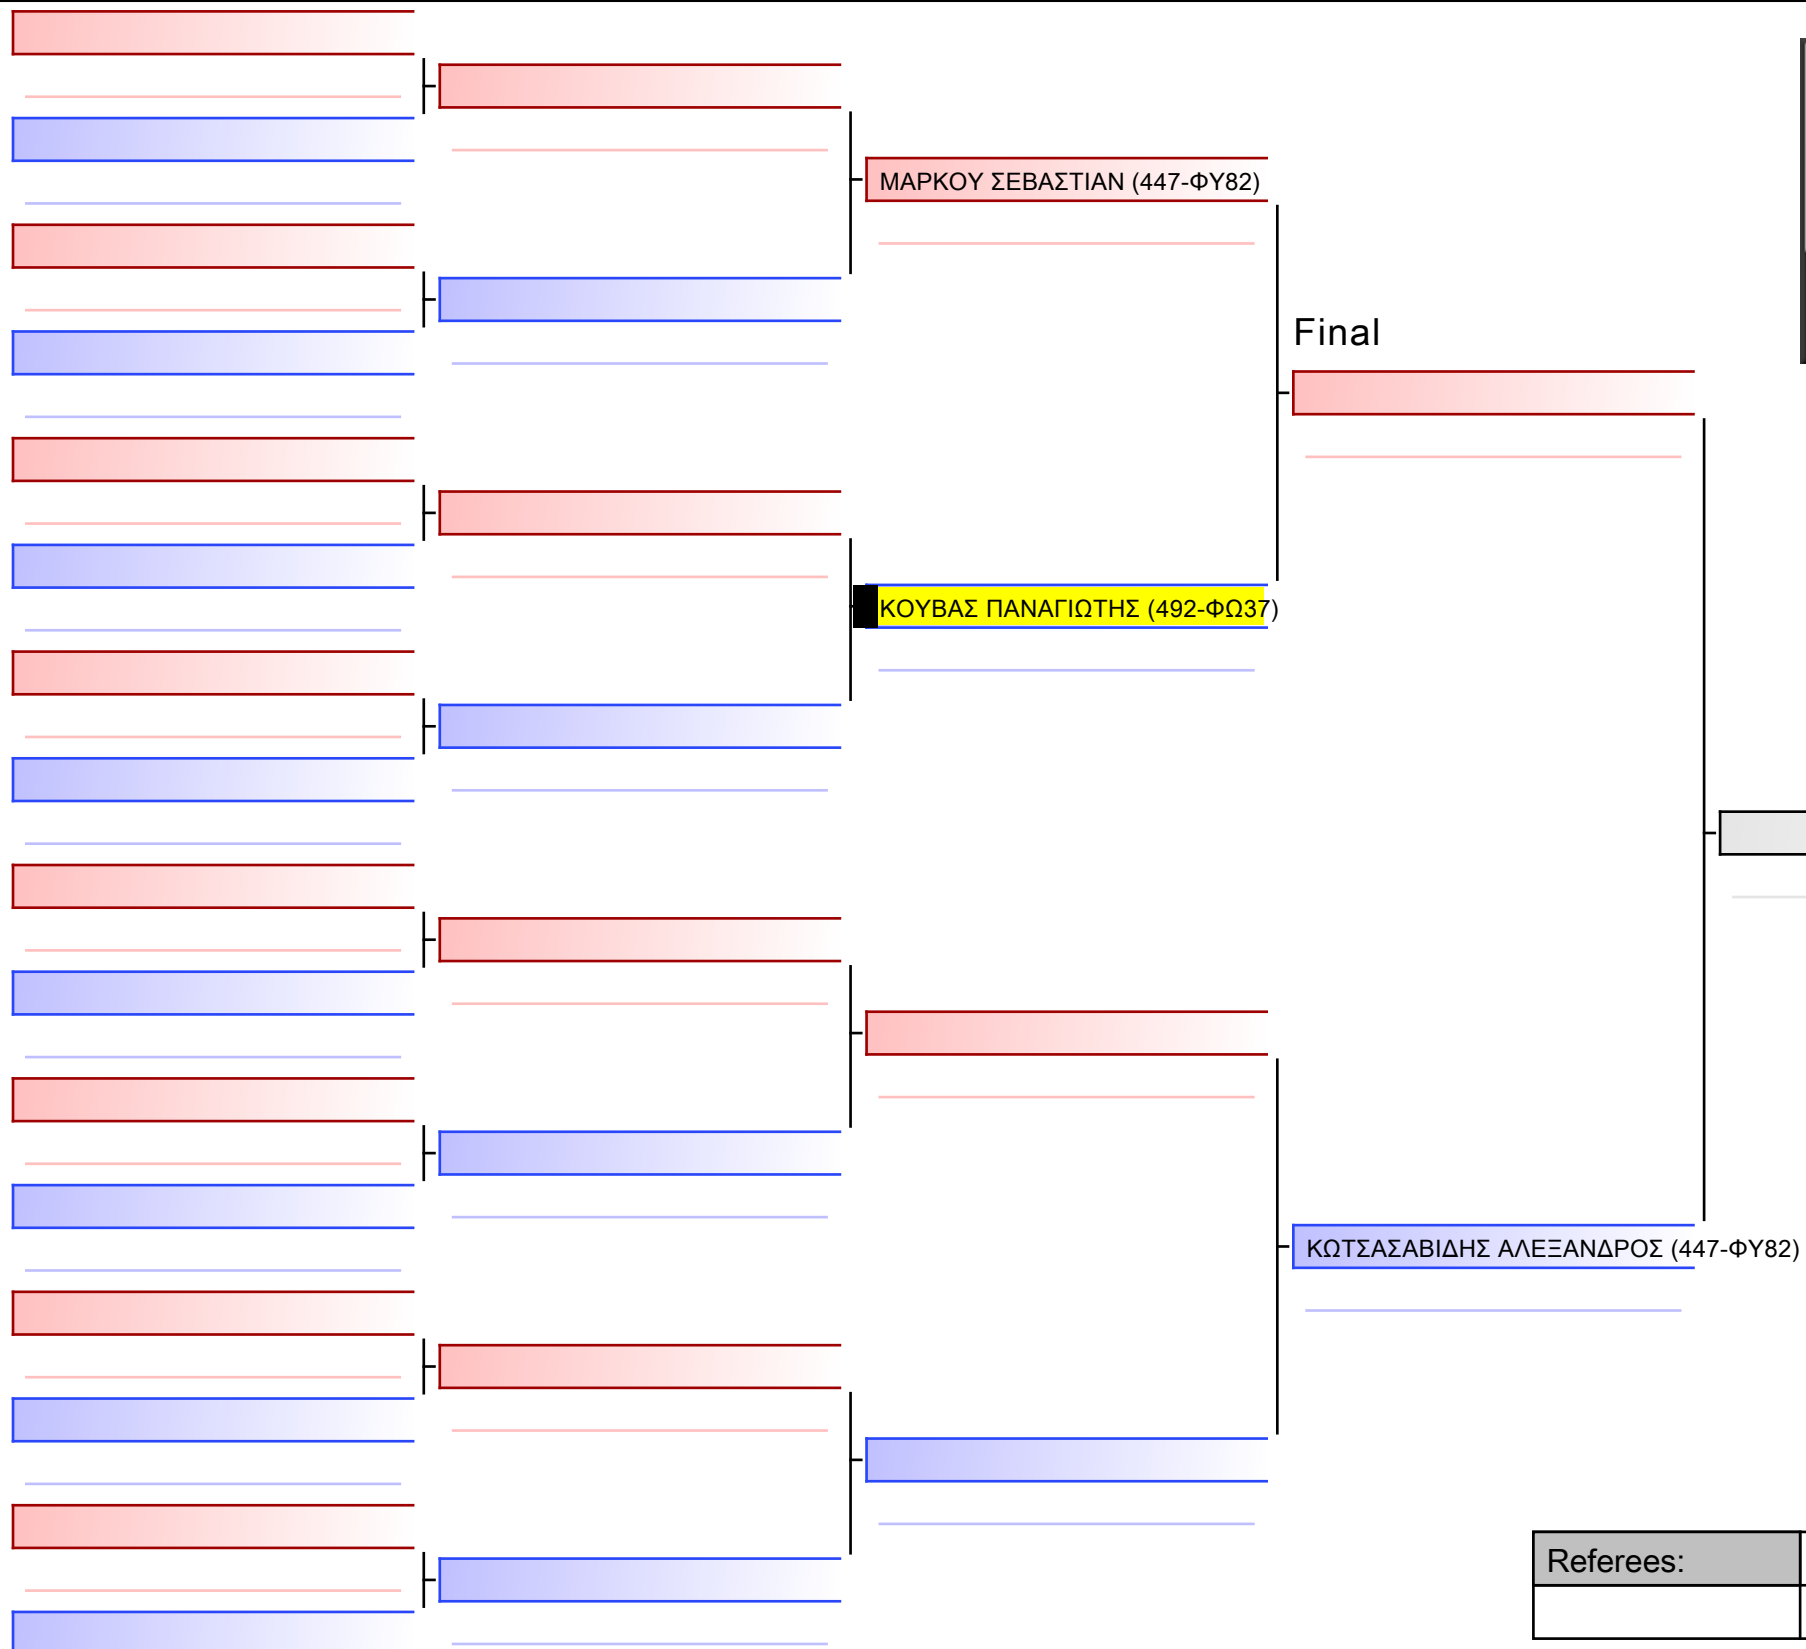 ΜΑΡΚΟΥ ΣΕΒΑΣΤΙΑΝ (447-ΦΥ82)
Final
ΚΟΥΒΑΣ ΠΑΝΑΓΙΩΤΗΣ (492-ΦΩ37)
ΚΩΤΣΑΣΑΒΙΔΗΣ ΑΛΕΞΑΝΔΡΟΣ (447-ΦΥ82)
Referees: